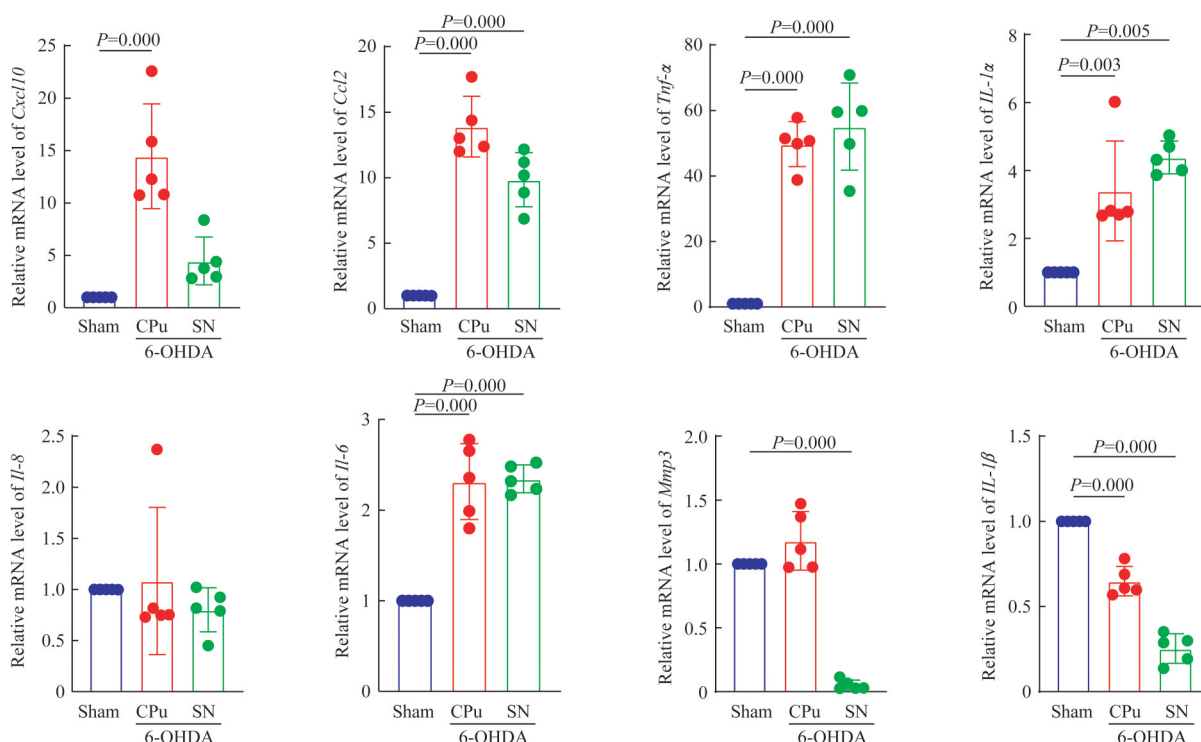 Relative mRNA level of Cxcl10
25
20
15
10
5
0
P=0.000
Sham CPu SN
6-OHDA
Relative mRNA level of Ccl2
20
15
10
5
0
P=0.000
P=0.000
Sham CPu SN
6-OHDA
Relative mRNA level of Tnf-α
80
60
40
20
0
P=0.000
P=0.000
Sham CPu SN
6-OHDA
Relative mRNA level of IL-1α
8
6
4
2
0
P=0.005
P=0.003
Sham CPu SN
6-OHDA
Relative mRNA level of Il-8
2.5
2.0
1.5
1.0
0.5
0
Sham CPu SN
6-OHDA
Relative mRNA level of Il-6
3
2
1
0
P=0.000
P=0.000
Sham CPu SN
6-OHDA
Relative mRNA level of Mmp3
2.0
1.5
1.0
0.5
0
P=0.000
Sham CPu SN
6-OHDA
Relative mRNA level of IL-1β
1.5
1.0
0.5
0
P=0.000
P=0.000
Sham CPu SN
6-OHDA